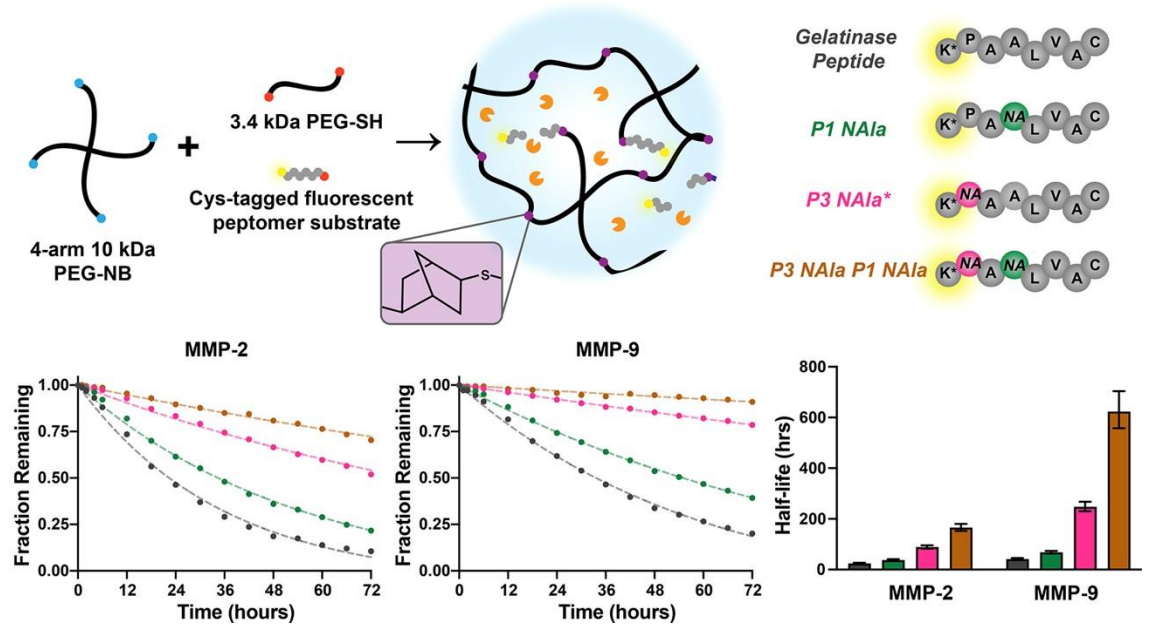 +
3.4 kDa PEG-SH
Cys-tagged fluorescent
peptomer substrate
4-arm 10 kDa
PEG-NB
S
Gelatinase
Peptide
K* P A A L V A C
P1 NAla
K* P A NA L V A C
P3 NAla*
K* NA A A L V A C
P3 NAla P1 NAla
K* NA A NA L V A C
MMP-2
Fraction Remaining
1.00
0.75
0.50
0.25
0.00
0 12 24 36 48 60 72
Time (hours)
MMP-9
Fraction Remaining
1.00
0.75
0.50
0.25
0.00
0 12 24 36 48 60 72
Time (hours)
Half-life (hrs)
800
600
400
200
0
MMP-2 MMP-9